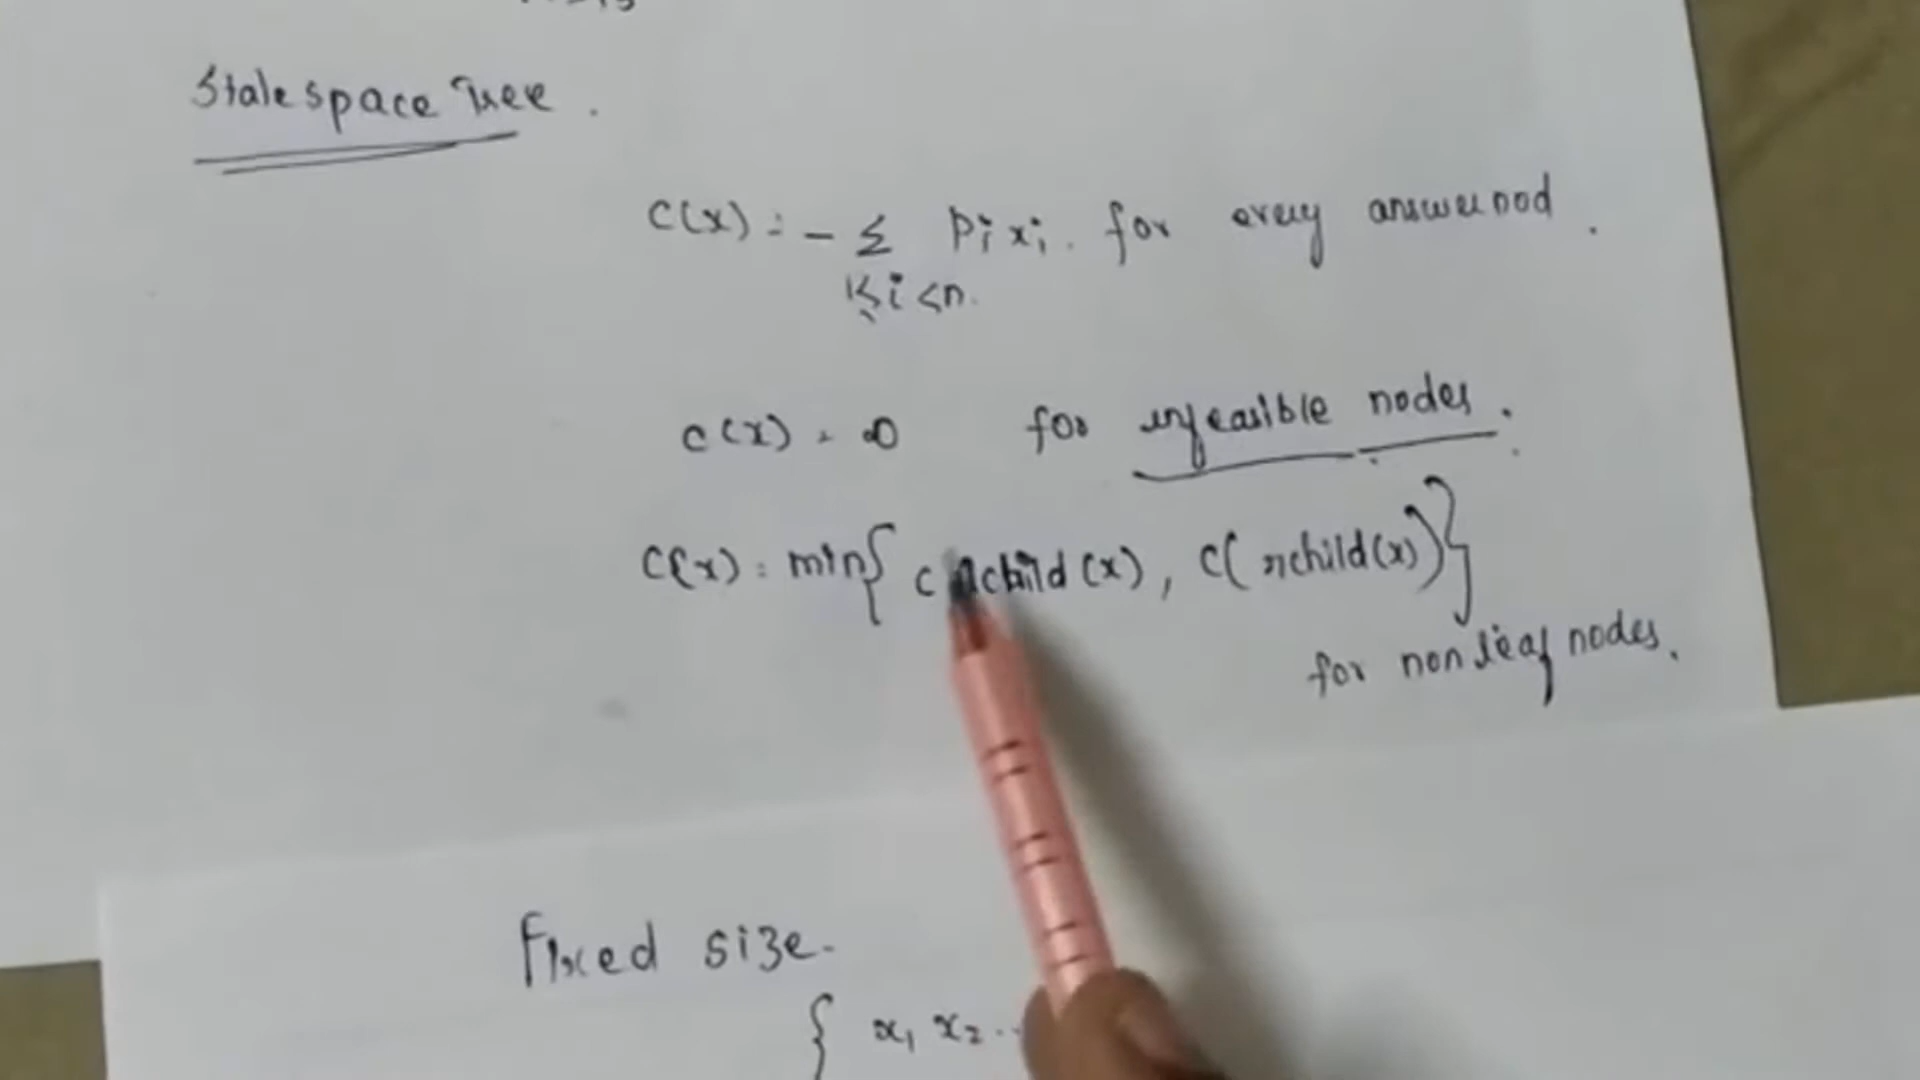 State space Tree.
C(x) = - Σ Pi xi. for every answer nod.
1≤i<n.
C(x) = ∞ for infeasible nodes.
C(x) = min{ c lchild (x), C( rchild(x))}
for non leaf nodes.
Fixed size.
{ x1 x2 ..